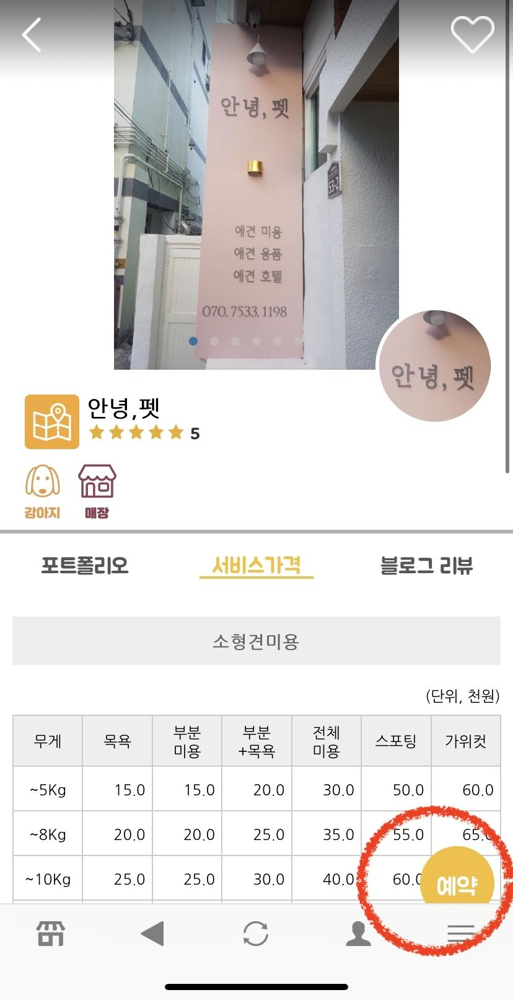 안녕, 펫
53-2
애견 미용
애견 용품
애견 호텔
070. 7533. 1198
안녕, 펫
안녕,펫
5
강아지 매장
포트폴리오 서비스가격 블로그 리뷰
소형견미용
(단위, 천원)
무게 목욕 부분 미용 부분 +목욕 전체 미용 스포팅 가위컷
~5Kg 15.0 15.0 20.0 30.0 50.0 60.0
~8Kg 20.0 20.0 25.0 35.0 55.0 65.0
~10Kg 25.0 25.0 30.0 40.0 60.0
예약